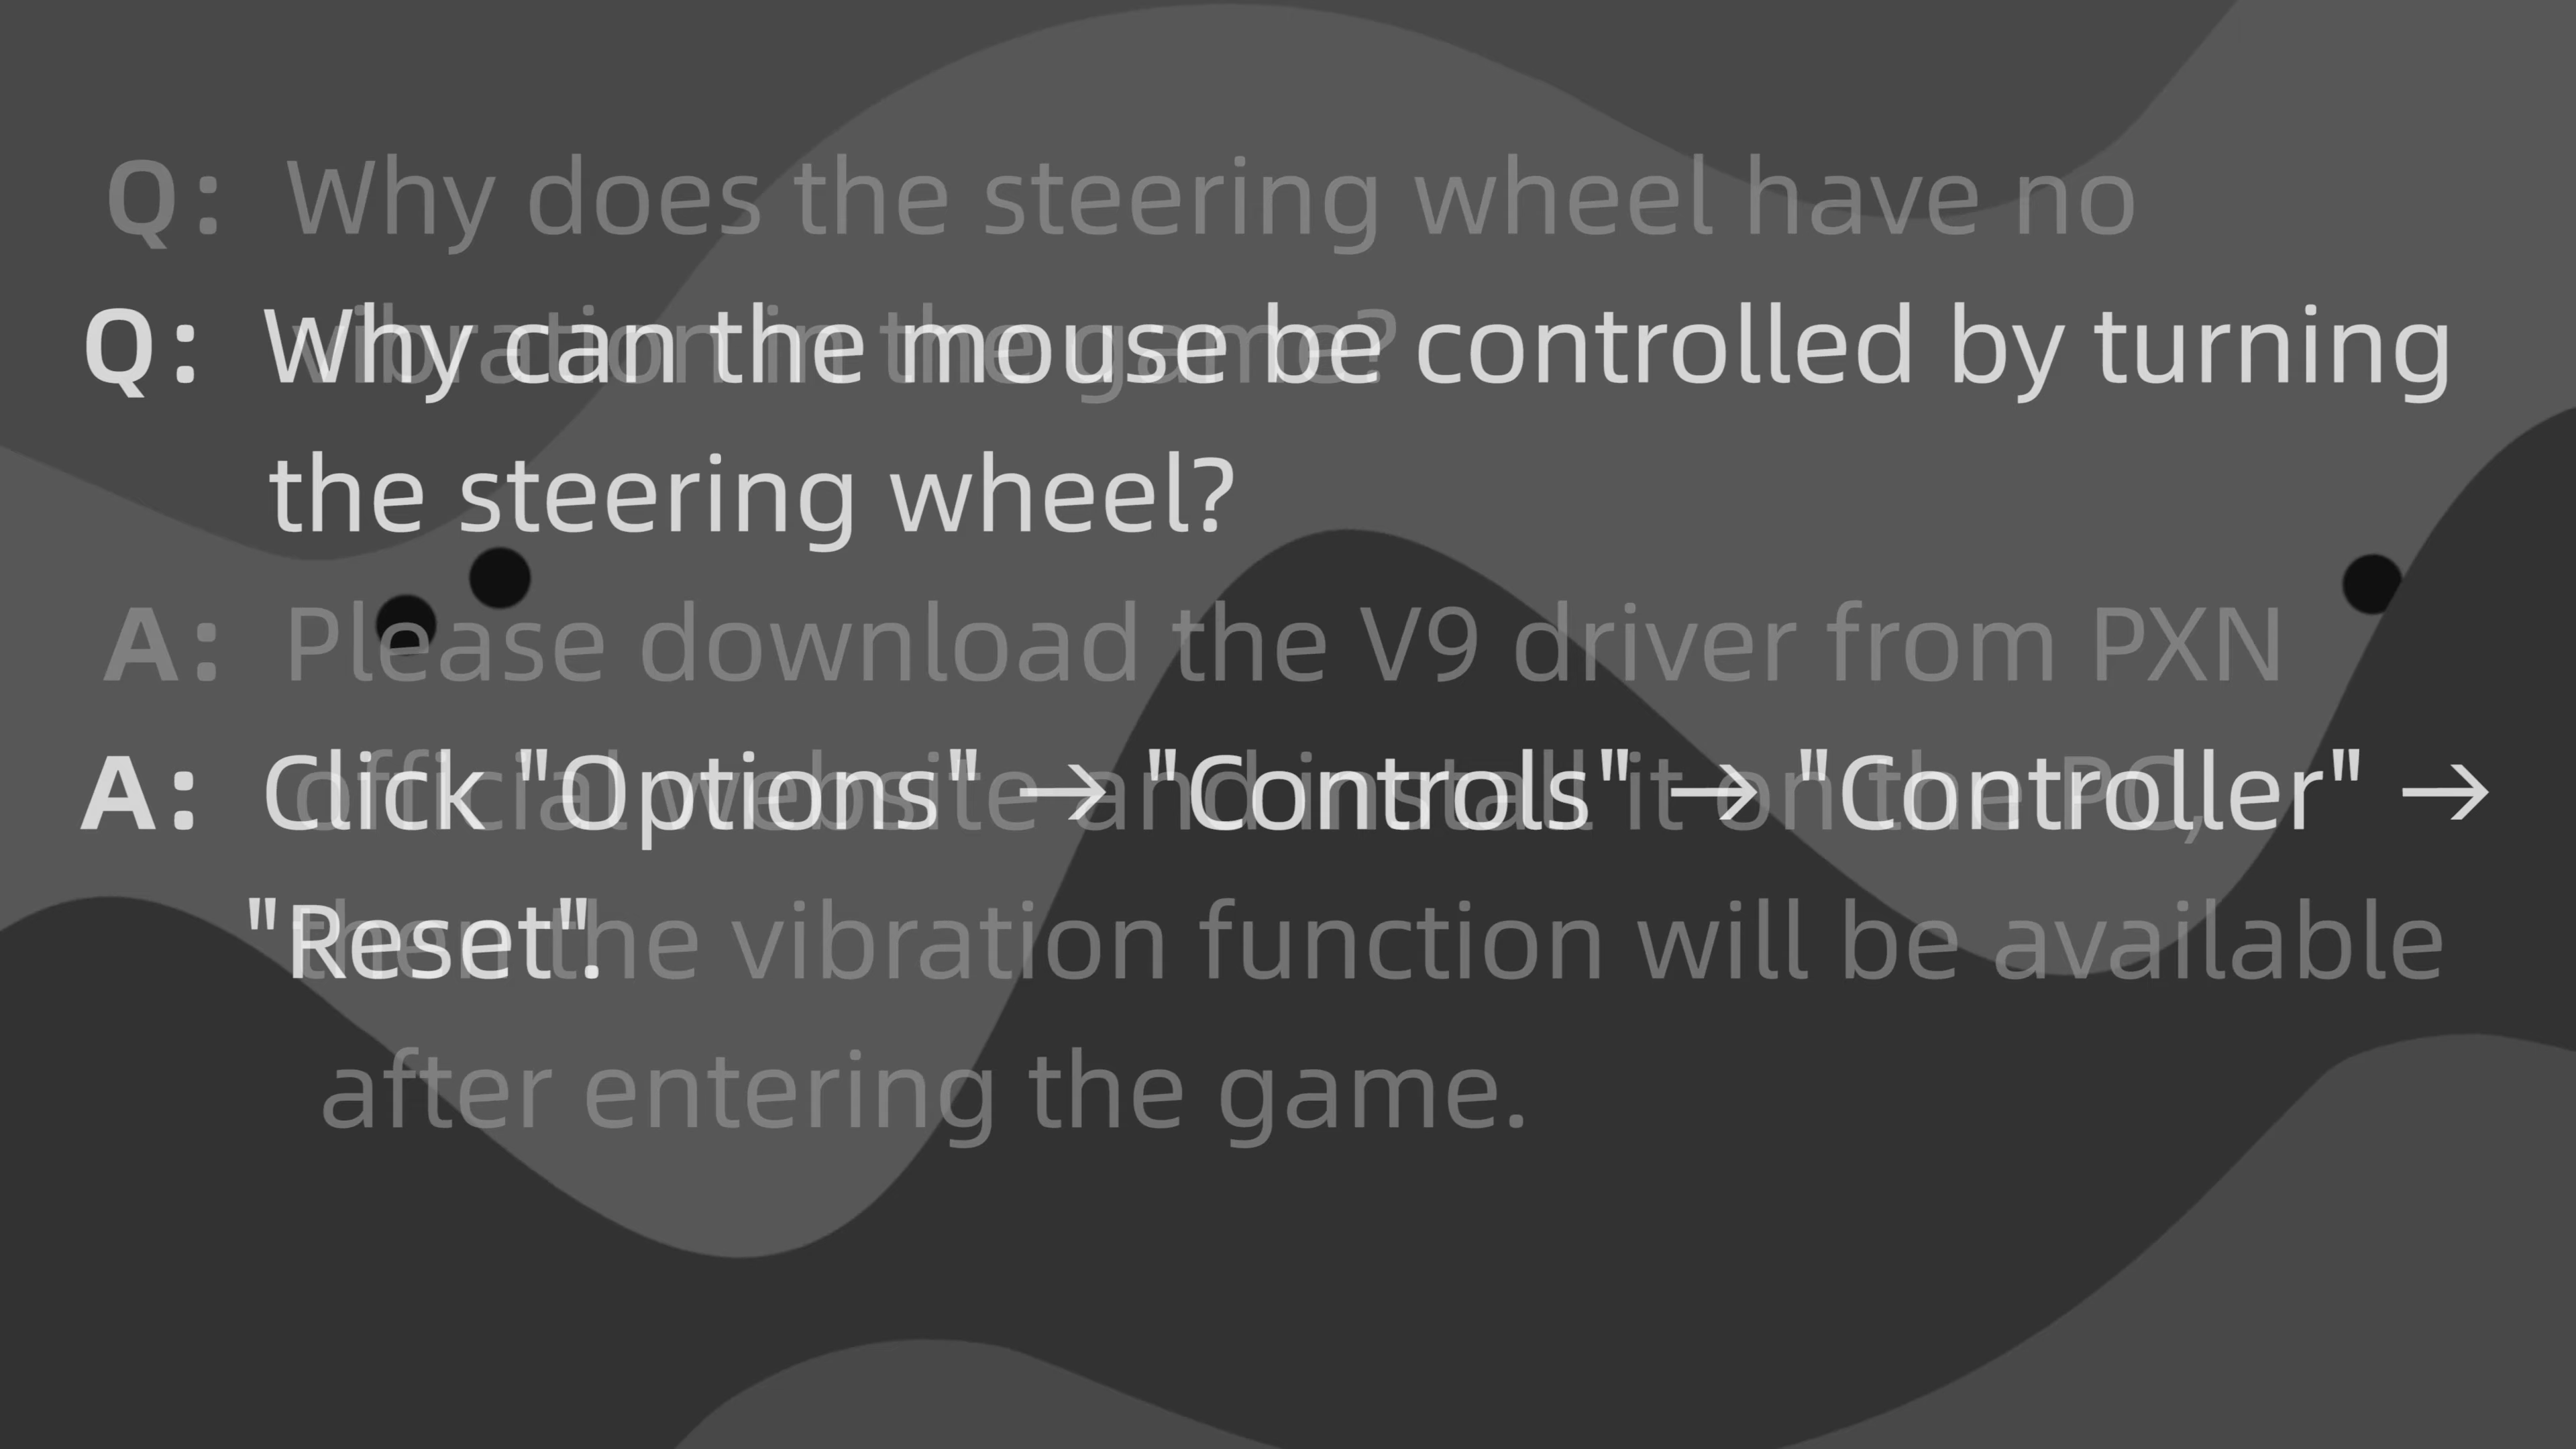 Q: Why does the steering wheel have no
vibration in the game?
Q: Why can the mouse be controlled by turning
the steering wheel?
A: Please download the V9 driver from PXN
official website and install it on the PC,
A: Click "Options" → "Controls" → "Controller" →
"Reset".
then the vibration function will be available
after entering the game.